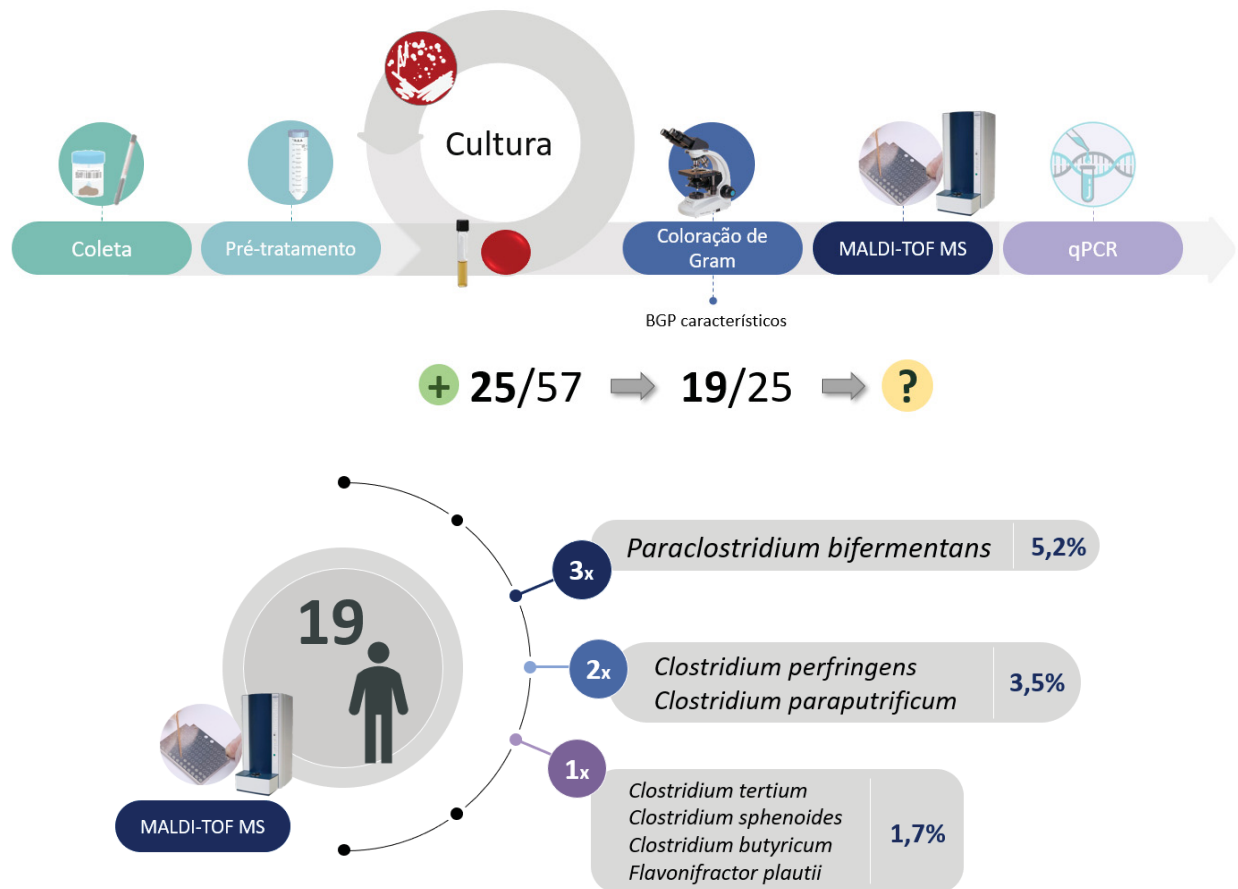 Cultura
Coleta
Pré-tratamento
Coloração de
Gram
MALDI-TOF MS
qPCR
BGP característicos
+ 25/57
19/25
?
19
MALDI-TOF MS
3x
Paraclostridium bifermentans
5,2%
2x
Clostridium perfringens
Clostridium paraputrificum
3,5%
1x
Clostridium tertium
Clostridium sphenoides
Clostridium butyricum
Flavonifractor plautii
1,7%